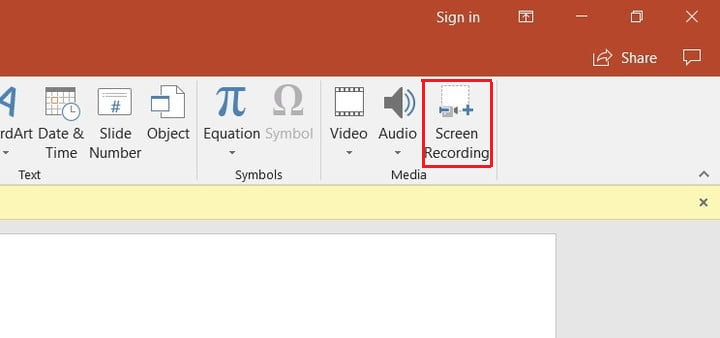 Sign in
Share
rdArt Date & Slide Object Equation Symbol Video Audio Screen
Time Number Recording
Text Symbols Media